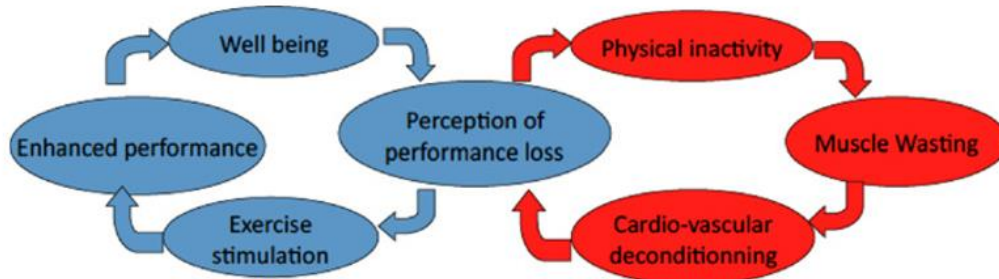 Well being
Physical inactivity
Enhanced performance
Perception of
performance loss
Muscle Wasting
Exercise
stimulation
Cardio-vascular
deconditionning